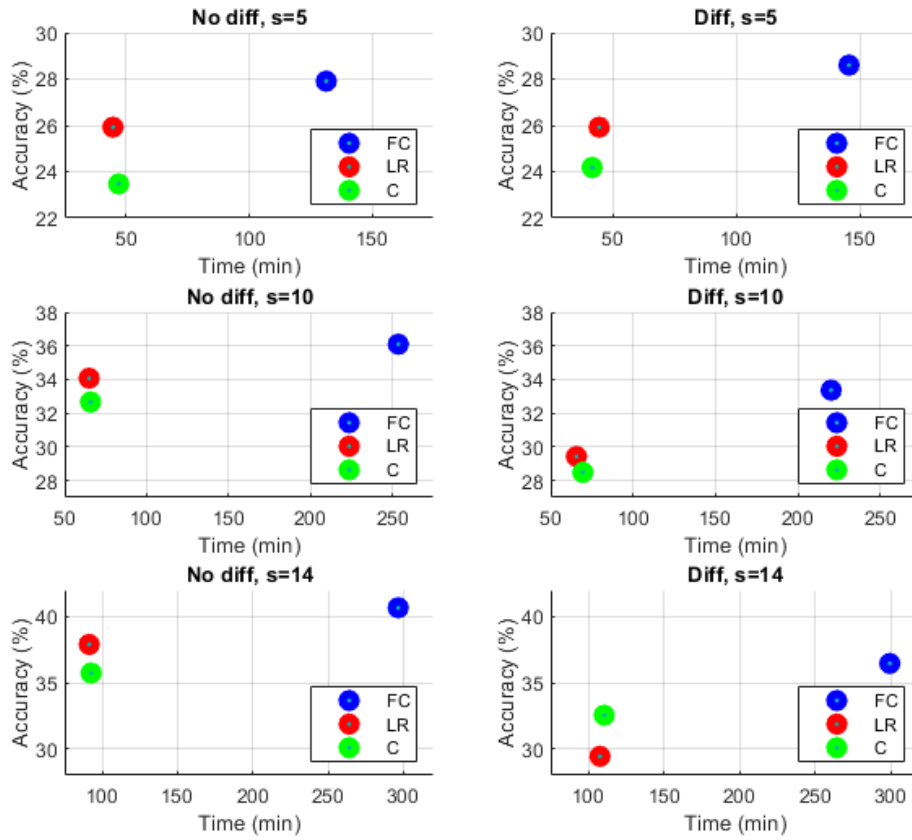 No diff, s=5
30
28
26
24
22
Accuracy (%)
50
100
150
Time (min)
FC
LR
C
Diff, s=5
30
28
26
24
22
Accuracy (%)
50
100
150
Time (min)
FC
LR
C
No diff, s=10
38
36
34
32
30
28
Accuracy (%)
50
100
150
200
250
Time (min)
FC
LR
C
Diff, s=10
38
36
34
32
30
28
Accuracy (%)
50
100
150
200
250
Time (min)
FC
LR
C
No diff, s=14
40
35
30
Accuracy (%)
100
150
200
250
300
Time (min)
FC
LR
C
Diff, s=14
40
35
30
Accuracy (%)
100
150
200
250
300
Time (min)
FC
LR
C